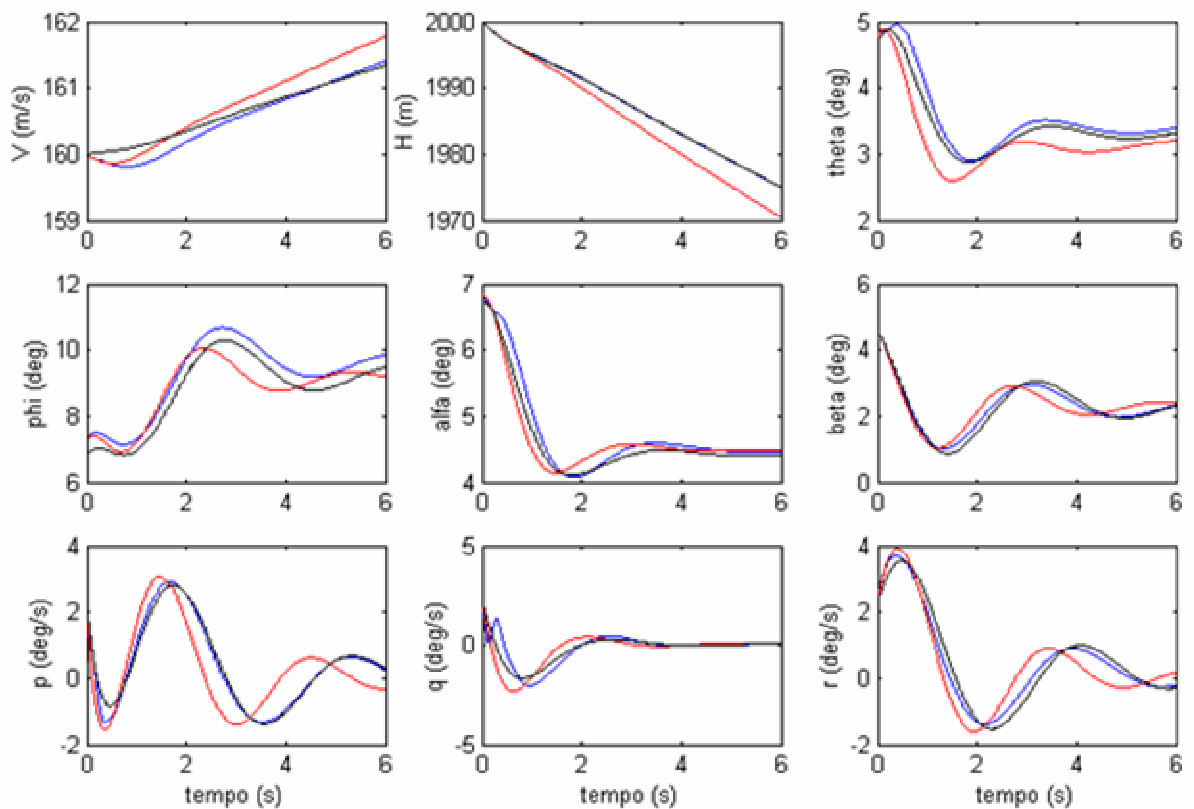 162
161
160
159
V (m/s)
0 2 4 6
2000
1990
1980
1970
H (m)
0 2 4 6
5
4
3
2
theta (deg)
0 2 4 6
12
10
8
6
phi (deg)
0 2 4 6
7
6
5
4
alfa (deg)
0 2 4 6
6
4
2
0
beta (deg)
0 2 4 6
4
2
0
-2
p (deg/s)
0 2 4 6
tempo (s)
5
0
-5
q (deg/s)
0 2 4 6
tempo (s)
4
2
0
-2
r (deg/s)
0 2 4 6
tempo (s)